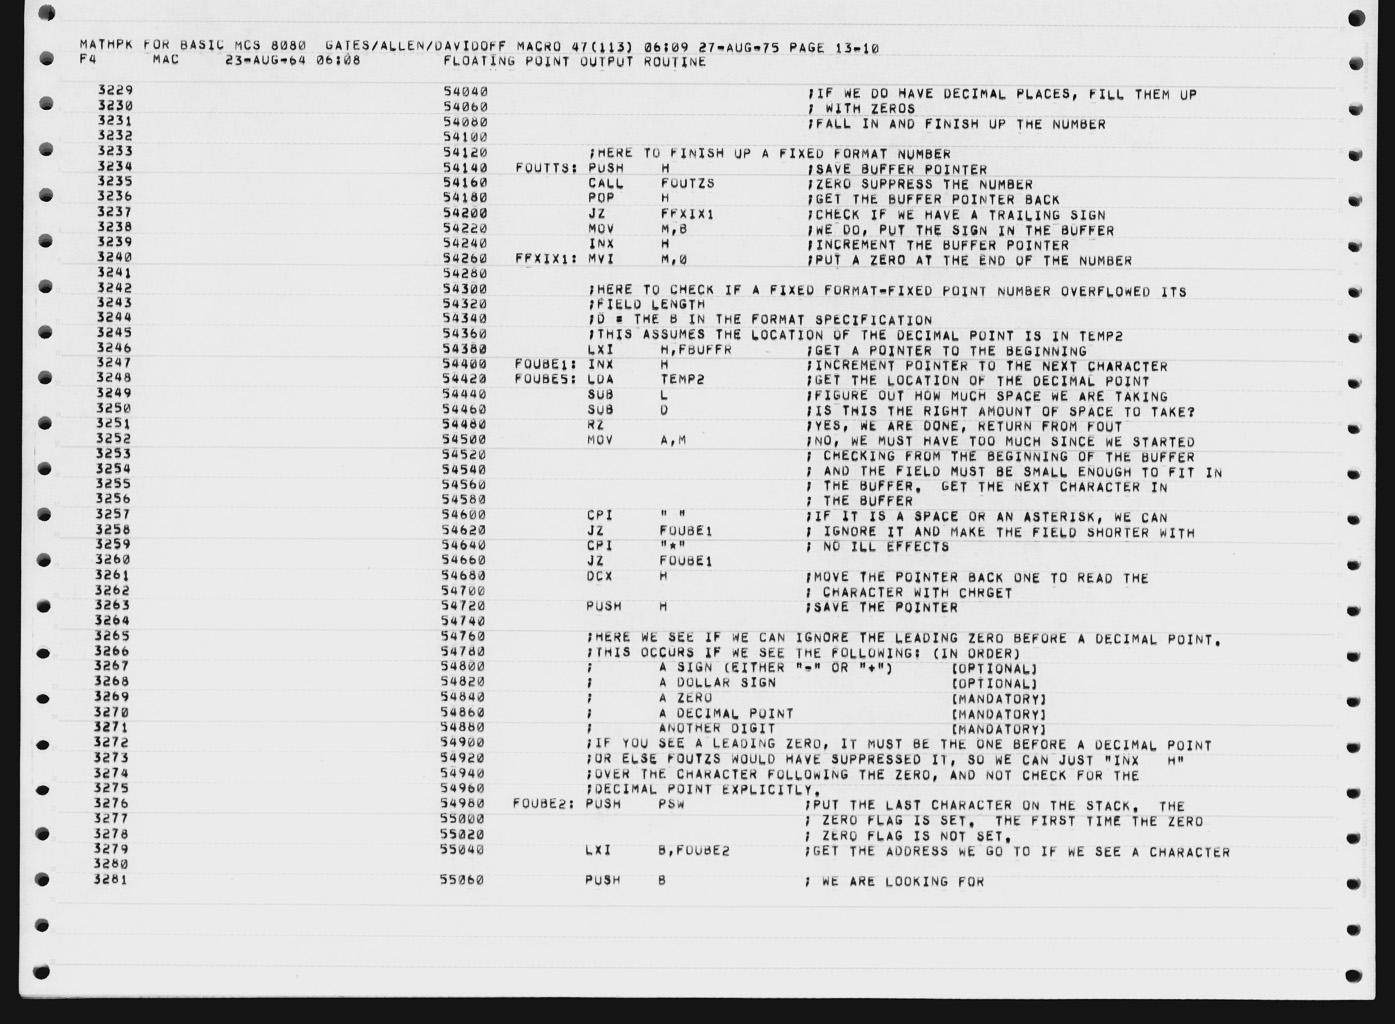 MATHPK FOR BASIC MCS 8080  GATES/ALLEN/DAVIDOFF MACRO 47(113) 06:09 27-AUG-75 PAGE 13-10
F4      MAC     23-AUG-64 06:08         FLOATING POINT OUTPUT ROUTINE
3229 54040 ;IF WE DO HAVE DECIMAL PLACES, FILL THEM UP
3230 54060 ; WITH ZEROS
3231 54080 ;FALL IN AND FINISH UP THE NUMBER
3232 54100
3233 54120 ;HERE TO FINISH UP A FIXED FORMAT NUMBER
3234 54140 FOUTTS: PUSH H ;SAVE BUFFER POINTER
3235 54160 CALL FOUTZS ;ZERO SUPPRESS THE NUMBER
3236 54180 POP H ;GET THE BUFFER POINTER BACK
3237 54200 JZ FFXIX1 ;CHECK IF WE HAVE A TRAILING SIGN
3238 54220 MOV M,B ;WE DO, PUT THE SIGN IN THE BUFFER
3239 54240 INX H ;INCREMENT THE BUFFER POINTER
3240 54260 FFXIX1: MVI M,0 ;PUT A ZERO AT THE END OF THE NUMBER
3241 54280
3242 54300 ;HERE TO CHECK IF A FIXED FORMAT-FIXED POINT NUMBER OVERFLOWED ITS
3243 54320 ;FIELD LENGTH
3244 54340 ;D = THE B IN THE FORMAT SPECIFICATION
3245 54360 ;THIS ASSUMES THE LOCATION OF THE DECIMAL POINT IS IN TEMP2
3246 54380 LXI H,FBUFFR ;GET A POINTER TO THE BEGINNING
3247 54400 FOUBE1: INX H ;INCREMENT POINTER TO THE NEXT CHARACTER
3248 54420 FOUBE5: LDA TEMP2 ;GET THE LOCATION OF THE DECIMAL POINT
3249 54440 SUB L ;FIGURE OUT HOW MUCH SPACE WE ARE TAKING
3250 54460 SUB D ;IS THIS THE RIGHT AMOUNT OF SPACE TO TAKE?
3251 54480 RZ ;YES, WE ARE DONE, RETURN FROM FOUT
3252 54500 MOV A,M ;NO, WE MUST HAVE TOO MUCH SINCE WE STARTED
3253 54520 ; CHECKING FROM THE BEGINNING OF THE BUFFER
3254 54540 ; AND THE FIELD MUST BE SMALL ENOUGH TO FIT IN
3255 54560 ; THE BUFFER.  GET THE NEXT CHARACTER IN
3256 54580 ; THE BUFFER
3257 54600 CPI " " ;IF IT IS A SPACE OR AN ASTERISK, WE CAN
3258 54620 JZ FOUBE1 ; IGNORE IT AND MAKE THE FIELD SHORTER WITH
3259 54640 CPI "*" ; NO ILL EFFECTS
3260 54660 JZ FOUBE1
3261 54680 DCX H ;MOVE THE POINTER BACK ONE TO READ THE
3262 54700 ; CHARACTER WITH CHRGET
3263 54720 PUSH H ;SAVE THE POINTER
3264 54740
3265 54760 ;HERE WE SEE IF WE CAN IGNORE THE LEADING ZERO BEFORE A DECIMAL POINT.
3266 54780 ;THIS OCCURS IF WE SEE THE FOLLOWING: (IN ORDER)
3267 54800 ; A SIGN (EITHER "-" OR "+") [OPTIONAL]
3268 54820 ; A DOLLAR SIGN [OPTIONAL]
3269 54840 ; A ZERO [MANDATORY]
3270 54860 ; A DECIMAL POINT [MANDATORY]
3271 54880 ; ANOTHER DIGIT [MANDATORY]
3272 54900 ;IF YOU SEE A LEADING ZERO, IT MUST BE THE ONE BEFORE A DECIMAL POINT
3273 54920 ;OR ELSE FOUTZS WOULD HAVE SUPPRESSED IT, SO WE CAN JUST "INX   H"
3274 54940 ;OVER THE CHARACTER FOLLOWING THE ZERO, AND NOT CHECK FOR THE
3275 54960 ;DECIMAL POINT EXPLICITLY.
3276 54980 FOUBE2: PUSH PSW ;PUT THE LAST CHARACTER ON THE STACK.  THE
3277 55000 ; ZERO FLAG IS SET.  THE FIRST TIME THE ZERO
3278 55020 ; ZERO FLAG IS NOT SET.
3279 55040 LXI B,FOUBE2 ;GET THE ADDRESS WE GO TO IF WE SEE A CHARACTER
3280
3281 55060 PUSH B ; WE ARE LOOKING FOR